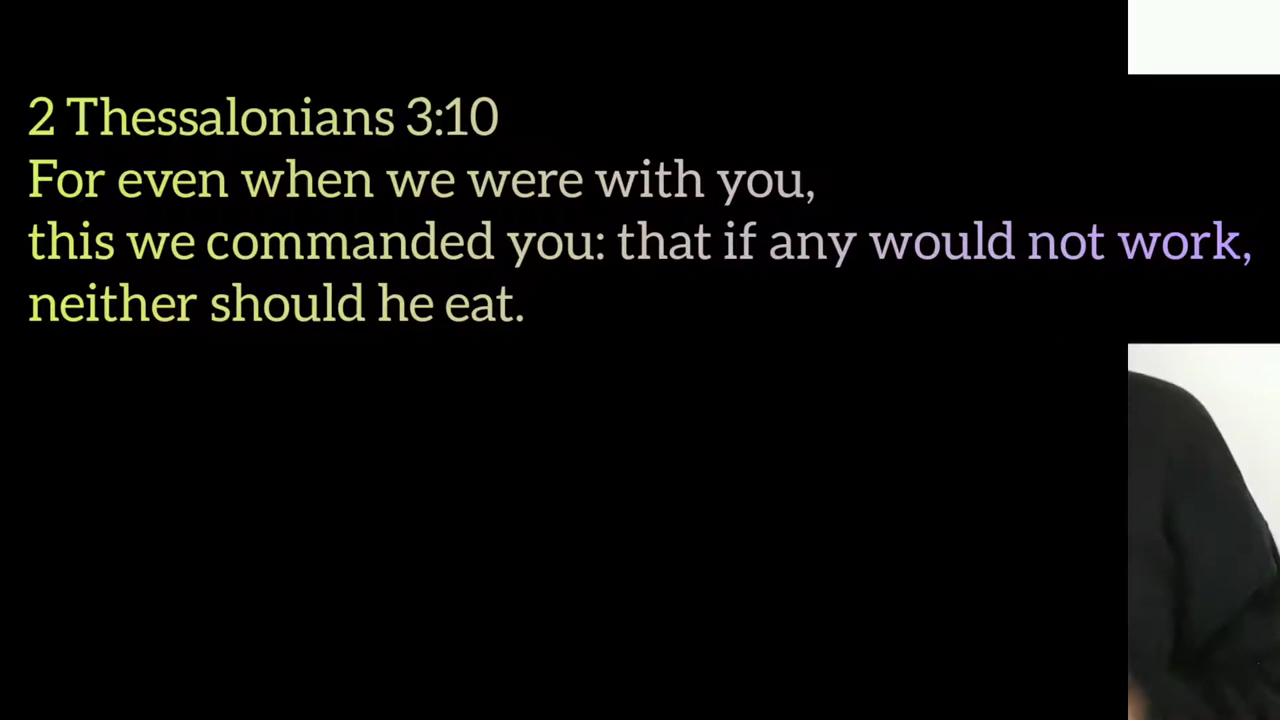 2 Thessalonians 3:10
For even when we were with you,
this we commanded you: that if any would not work,
neither should he eat.